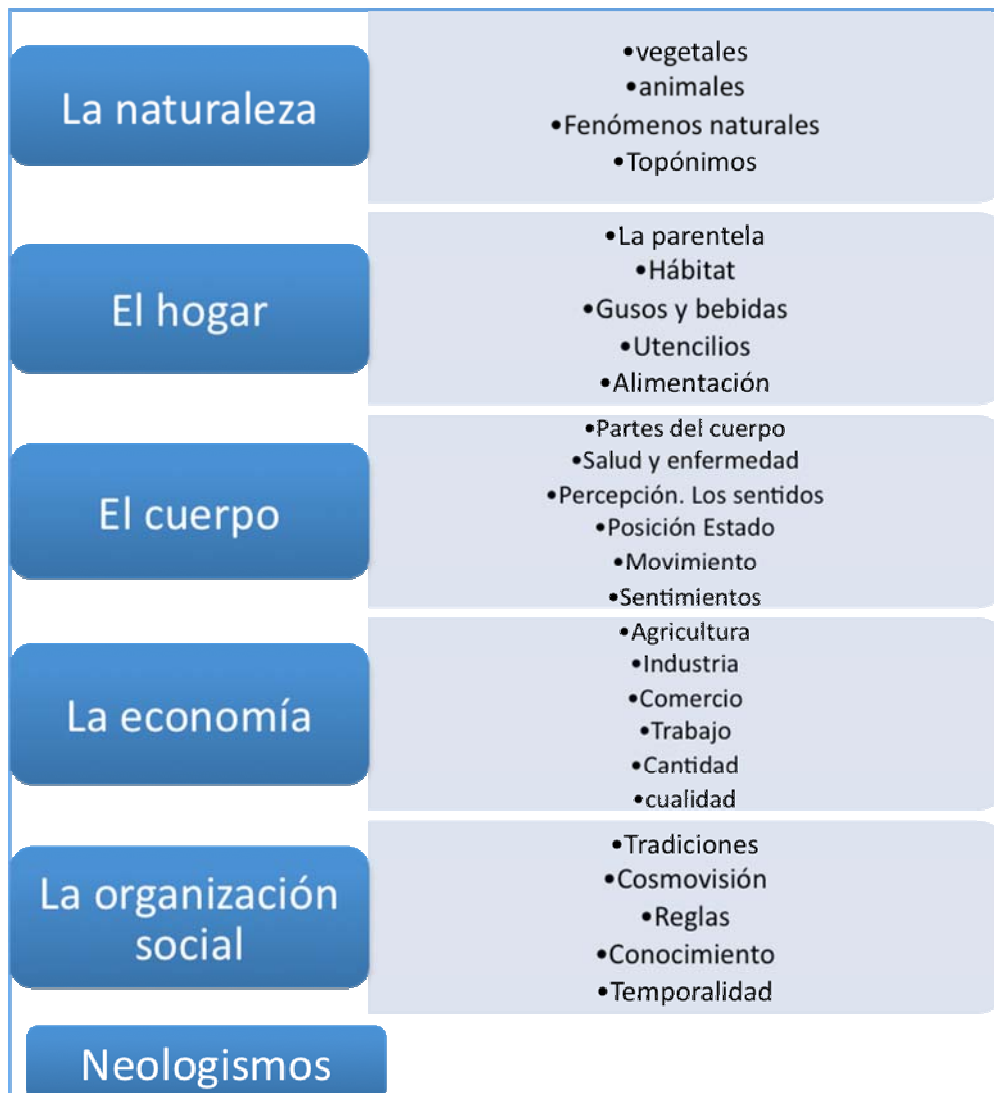 La naturaleza
•vegetales
•animales
•Fenómenos naturales
•Topónimos
El hogar
•La parentela
•Hábitat
•Gusos y bebidas
•Utencilios
•Alimentación
El cuerpo
•Partes del cuerpo
•Salud y enfermedad
•Percepción. Los sentidos
•Posición Estado
•Movimiento
•Sentimientos
La economía
•Agricultura
•Industria
•Comercio
•Trabajo
•Cantidad
•cualidad
La organización
social
•Tradiciones
•Cosmovisión
•Reglas
•Conocimiento
•Temporalidad
Neologismos